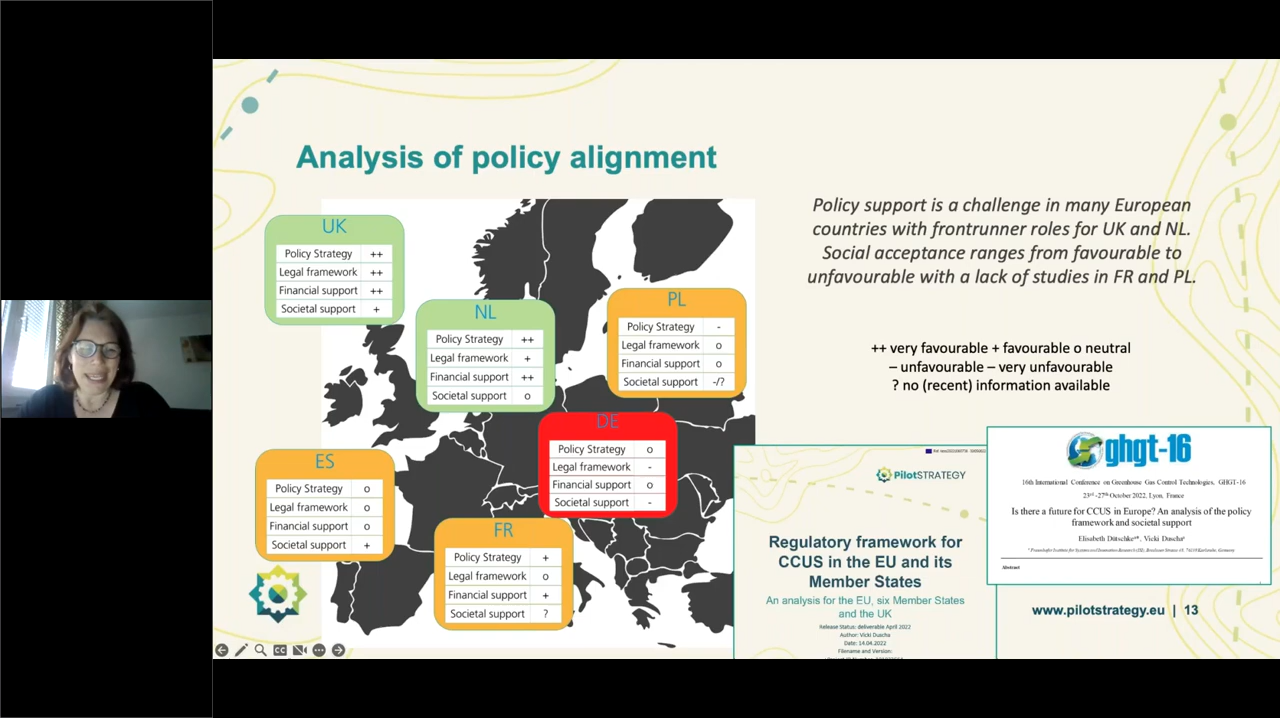 Analysis of policy alignment
UK
Policy Strategy ++
Legal framework ++
Financial support ++
Societal support +
NL
Policy Strategy ++
Legal framework +
Financial support ++
Societal support o
PL
Policy Strategy -
Legal framework o
Financial support o
Societal support -/?
DE
Policy Strategy o
Legal framework -
Financial support o
Societal support -
ES
Policy Strategy o
Legal framework o
Financial support o
Societal support +
FR
Policy Strategy +
Legal framework o
Financial support +
Societal support ?
Policy support is a challenge in many European
countries with frontrunner roles for UK and NL.
Social acceptance ranges from favourable to
unfavourable with a lack of studies in FR and PL.
++ very favourable + favourable o neutral
– unfavourable – very unfavourable
? no (recent) information available
PilotSTRATEGY
Regulatory framework for
CCUS in the EU and its
Member States
An analysis for the EU, six Member States
and the UK
Release Status: deliverable April 2022
Author: Vicki Duscha
Date: 14.04.2022
Filename and Version:
ghgt-16
16th International Conference on Greenhouse Gas Control Technologies, GHGT-16
23rd -27th October 2022, Lyon, France
Is there a future for CCUS in Europe? An analysis of the policy
framework and societal support
Elisabeth Dütschke a*, Vicki Duscha a
Abstract
www.pilotstrategy.eu | 13
CC